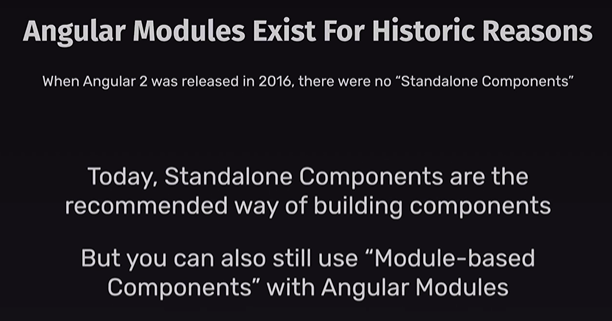 Angular Modules Exist For Historic Reasons
When Angular 2 was released in 2016, there were no “Standalone Components”
Today, Standalone Components are the
recommended way of building components
But you can also still use “Module-based
Components” with Angular Modules